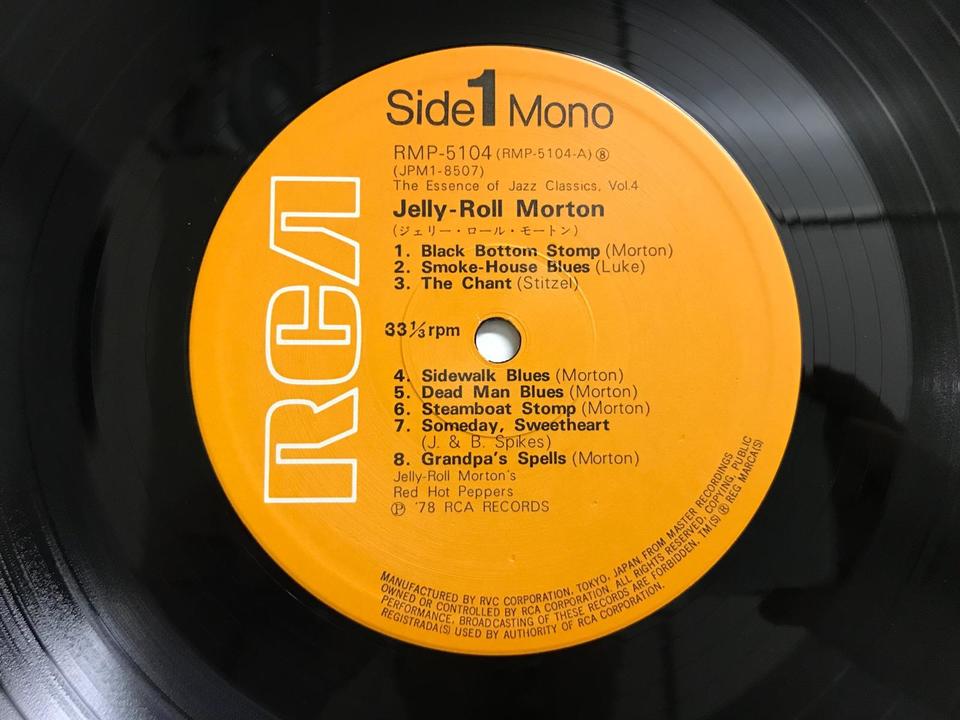 RCA
Side 1 Mono
RMP-5104 (RMP-5104-A) ⑧
(JPM1-8507)
The Essence of Jazz Classics, Vol.4
Jelly-Roll Morton
(ジェリー・ロール・モートン)
1. Black Bottom Stomp (Morton)
2. Smoke-House Blues (Luke)
3. The Chant (Stitzel)
33⅓rpm
4. Sidewalk Blues (Morton)
5. Dead Man Blues (Morton)
6. Steamboat Stomp (Morton)
7. Someday, Sweetheart
(J. & B. Spikes)
8. Grandpa's Spells (Morton)
Jelly-Roll Morton's
Red Hot Peppers
Ⓟ '78 RCA RECORDS
MANUFACTURED BY RVC CORPORATION, TOKYO, JAPAN, FROM MASTER RECORDINGS
OWNED OR CONTROLLED BY RCA CORPORATION. ALL RIGHTS RESERVED, COPYING, PUBLIC
PERFORMANCE, BROADCASTING OF THESE RECORDS ARE FORBIDDEN, TM(S) ® REG MARCA(S)
REGISTRADA(S) USED BY AUTHORITY OF RCA CORPORATION.